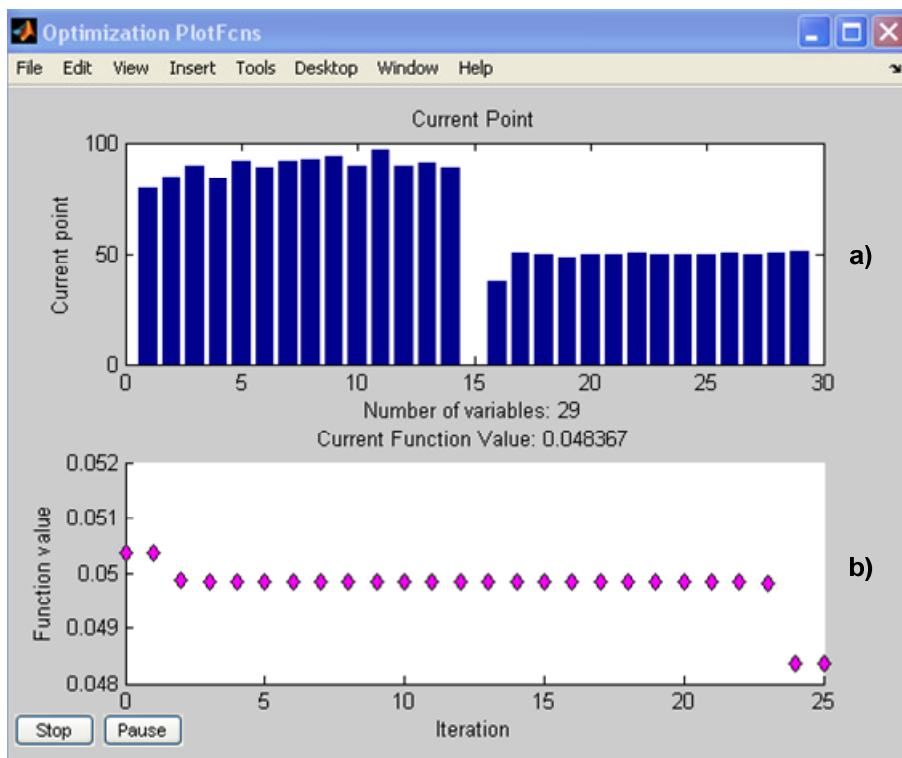 Optimization PlotFcns
File Edit View Insert Tools Desktop Window Help
Current Point
100
50
0
Current point
0 5 10 15 20 25 30
Number of variables: 29
a)
Current Function Value: 0.048367
0.052
0.051
0.05
0.049
0.048
Function value
0 5 10 15 20 25
Iteration
b)
Stop Pause